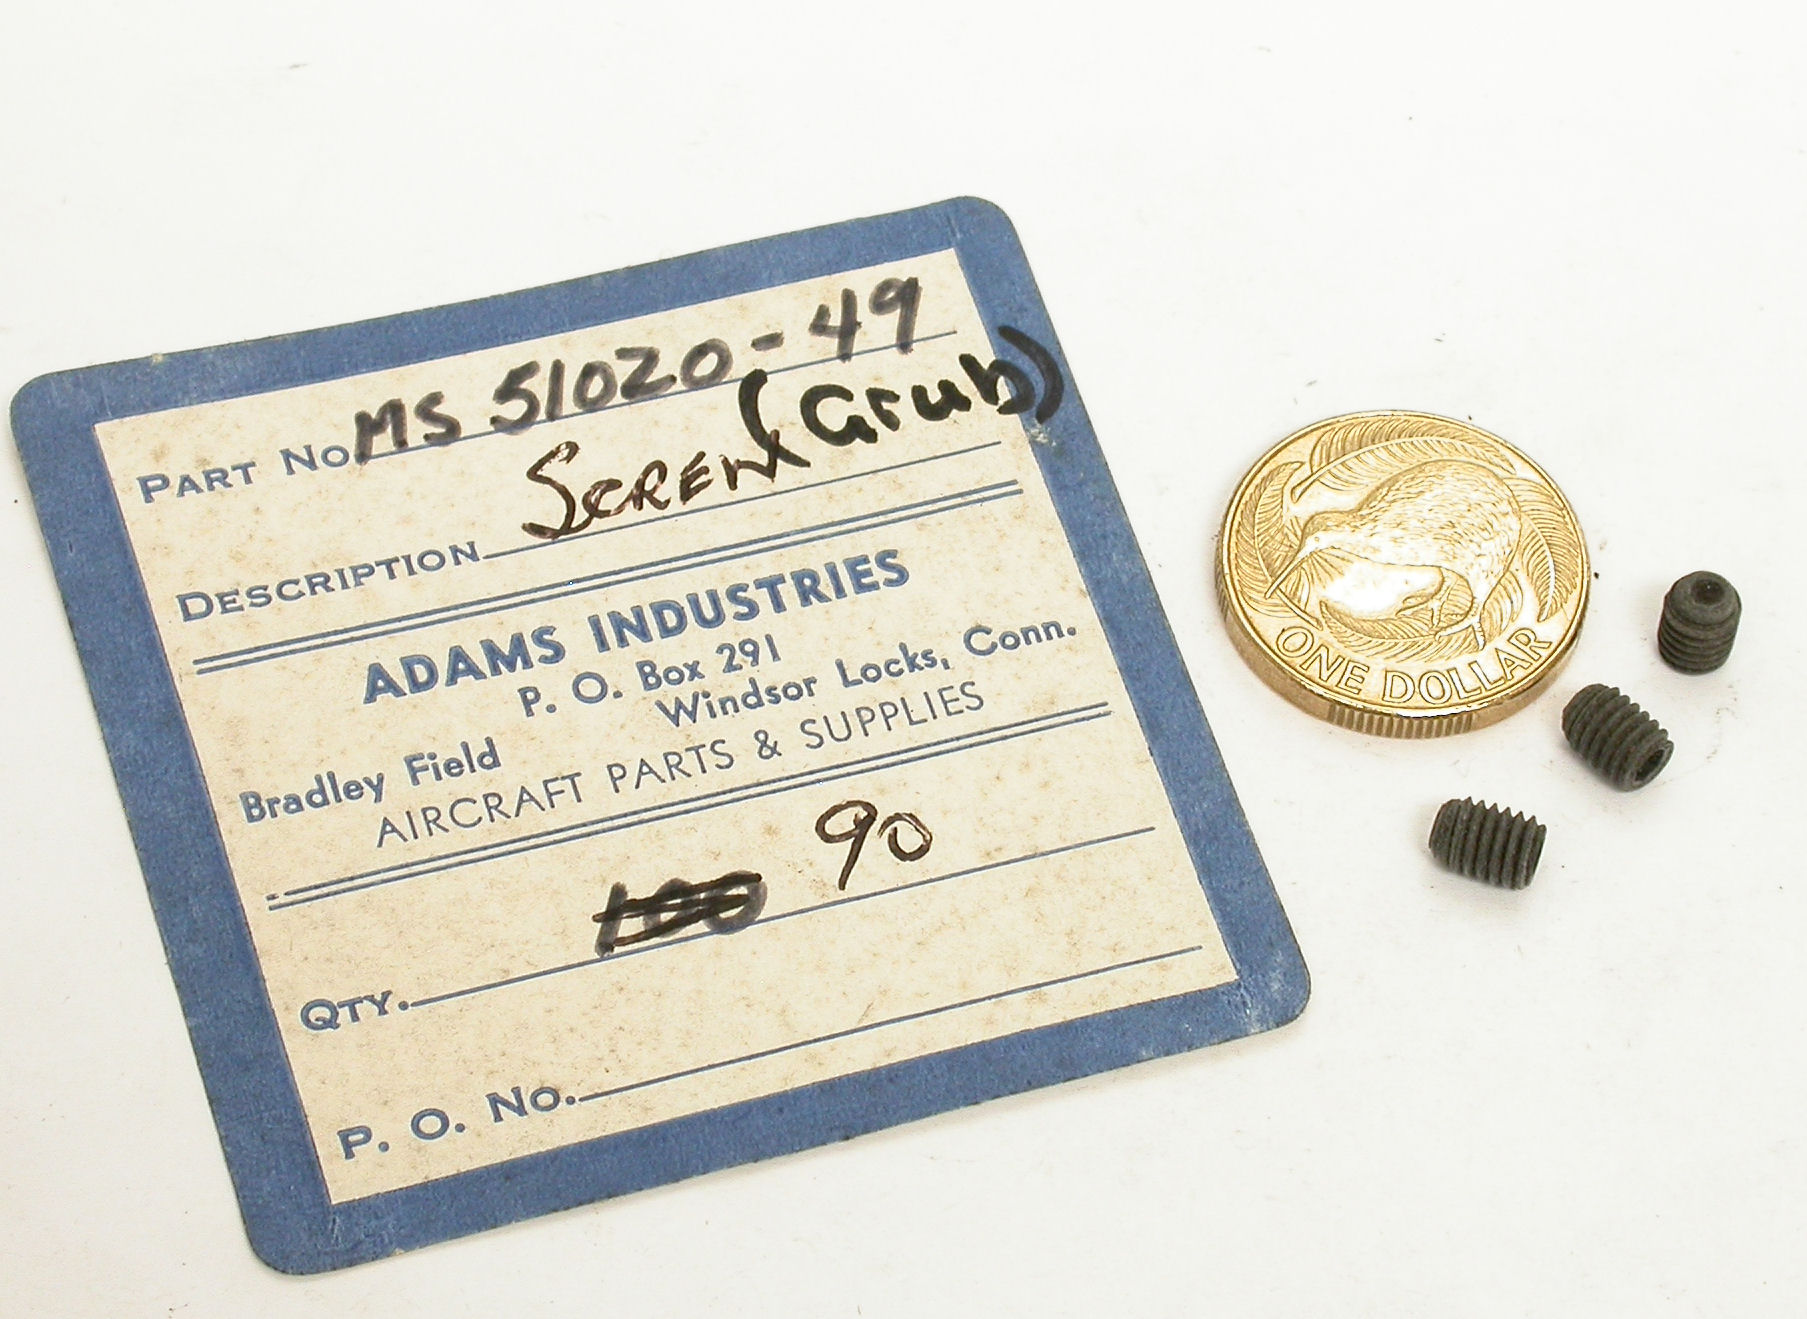 PART NO. MS 51020-49
DESCRIPTION SCREW (Grub)
ADAMS INDUSTRIES
P. O. Box 291
Bradley Field Windsor Locks, Conn.
AIRCRAFT PARTS & SUPPLIES
QTY. 100 90
P. O. NO.
ONE DOLLAR